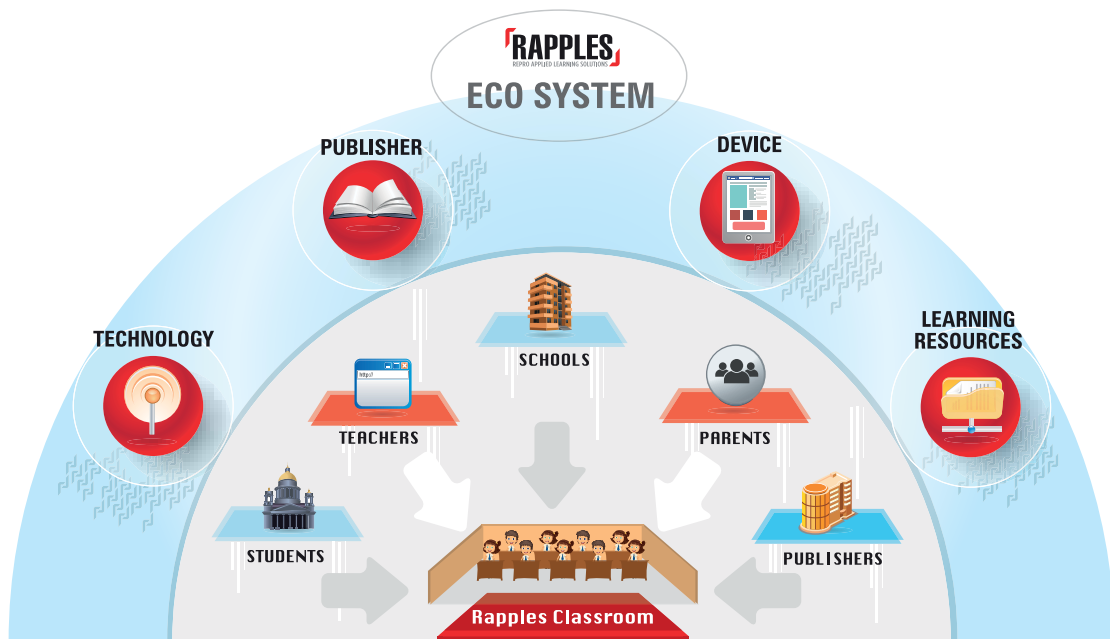 RAPPLES
REPRO APPLIED LEARNING SOLUTIONS
ECO SYSTEM
PUBLISHER
DEVICE
TECHNOLOGY
LEARNING
RESOURCES
SCHOOLS
http://
TEACHERS
PARENTS
STUDENTS
PUBLISHERS
Rapples Classroom